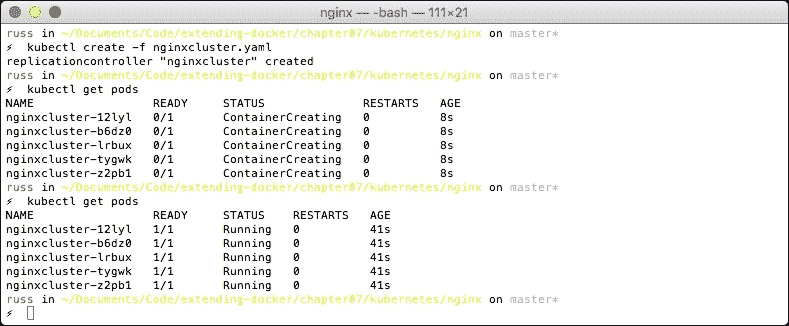 nginx — -bash — 111×21
russ in ~/Documents/Code/extending-docker/chapter07/kubernetes/nginx on master*
⚡ kubectl create -f nginxcluster.yaml
replicationcontroller "nginxcluster" created
russ in ~/Documents/Code/extending-docker/chapter07/kubernetes/nginx on master*
⚡ kubectl get pods
NAME READY STATUS RESTARTS AGE
nginxcluster-12lyl 0/1 ContainerCreating 0 8s
nginxcluster-b6dz0 0/1 ContainerCreating 0 8s
nginxcluster-lrbux 0/1 ContainerCreating 0 8s
nginxcluster-tygwk 0/1 ContainerCreating 0 8s
nginxcluster-z2pb1 0/1 ContainerCreating 0 8s
russ in ~/Documents/Code/extending-docker/chapter07/kubernetes/nginx on master*
⚡ kubectl get pods
NAME READY STATUS RESTARTS AGE
nginxcluster-12lyl 1/1 Running 0 41s
nginxcluster-b6dz0 1/1 Running 0 41s
nginxcluster-lrbux 1/1 Running 0 41s
nginxcluster-tygwk 1/1 Running 0 41s
nginxcluster-z2pb1 1/1 Running 0 41s
russ in ~/Documents/Code/extending-docker/chapter07/kubernetes/nginx on master*
⚡